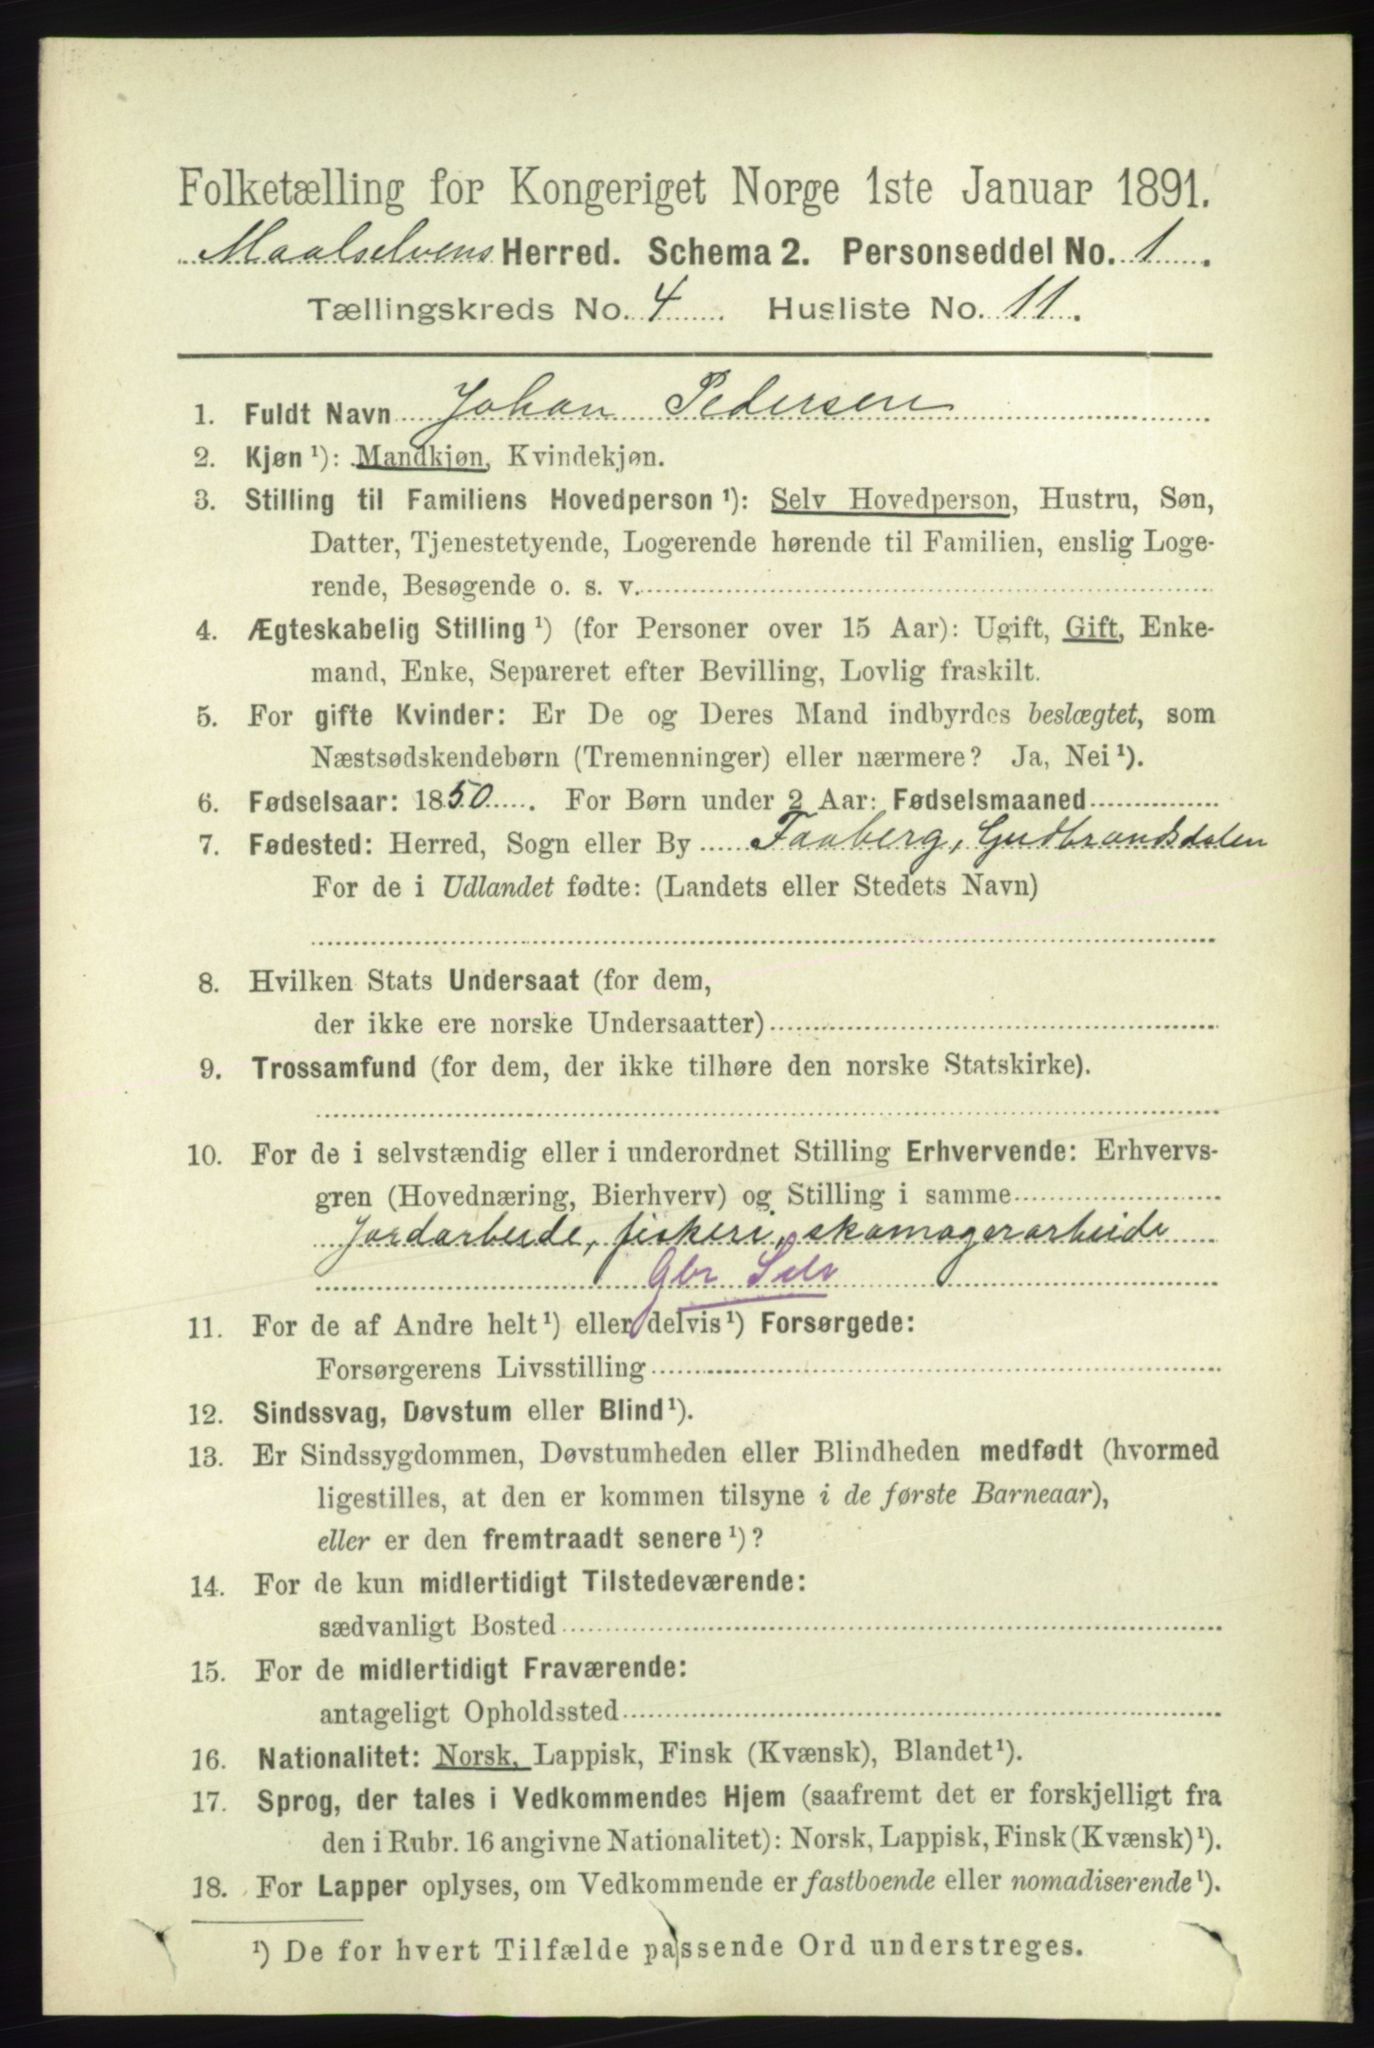 Folketælling for Kongeriget Norge 1ste Januar 1891.
Maalselvens Herred. Schema 2. Personseddel No. 1.
Tællingskreds No. 4. Husliste No. 11.
1. Fuldt Navn Johan Pedersen
2. Kjøn ¹): Mandkjøn, Kvindekjøn.
3. Stilling til Familiens Hovedperson ¹): Selv Hovedperson, Hustru, Søn,
Datter, Tjenestetyende, Logerende hørende til Familien, enslig Loge-
rende, Besøgende o. s. v.
4. Ægteskabelig Stilling ¹) (for Personer over 15 Aar): Ugift, Gift, Enke-
mand, Enke, Separeret efter Bevilling, Lovlig fraskilt.
5. For gifte Kvinder: Er De og Deres Mand indbyrdes beslægtet, som
Næstsødskendebørn (Tremenninger) eller nærmere? Ja, Nei ¹).
6. Fødselsaar: 1850. For Børn under 2 Aar: Fødselsmaaned
7. Fødested: Herred, Sogn eller By Faaberg, Gudbrandsdalen
For de i Udlandet fødte: (Landets eller Stedets Navn)
8. Hvilken Stats Undersaat (for dem,
der ikke ere norske Undersaatter)
9. Trossamfund (for dem, der ikke tilhøre den norske Statskirke).
10. For de i selvstændig eller i underordnet Stilling Erhvervende: Erhvervs-
gren (Hovednæring, Bierhverv) og Stilling i samme
Jordarbeide, fiskeri, skomagerarbeide
Gbr Selv
11. For de af Andre helt ¹) eller delvis ¹) Forsørgede:
Forsørgerens Livsstilling
12. Sindssvag, Døvstum eller Blind ¹).
13. Er Sindssygdommen, Døvstumheden eller Blindheden medfødt (hvormed
ligestilles, at den er kommen tilsyne i de første Barneaar),
eller er den fremtraadt senere ¹)?
14. For de kun midlertidigt Tilstedeværende:
sædvanligt Bosted
15. For de midlertidigt Fraværende:
antageligt Opholdssted
16. Nationalitet: Norsk, Lappisk, Finsk (Kvænsk), Blandet ¹).
17. Sprog, der tales i Vedkommendes Hjem (saafremt det er forskjelligt fra
den i Rubr. 16 angivne Nationalitet): Norsk, Lappisk, Finsk (Kvænsk) ¹).
18. For Lapper oplyses, om Vedkommende er fastboende eller nomadiserende ¹).
¹) De for hvert Tilfælde passende Ord understreges.